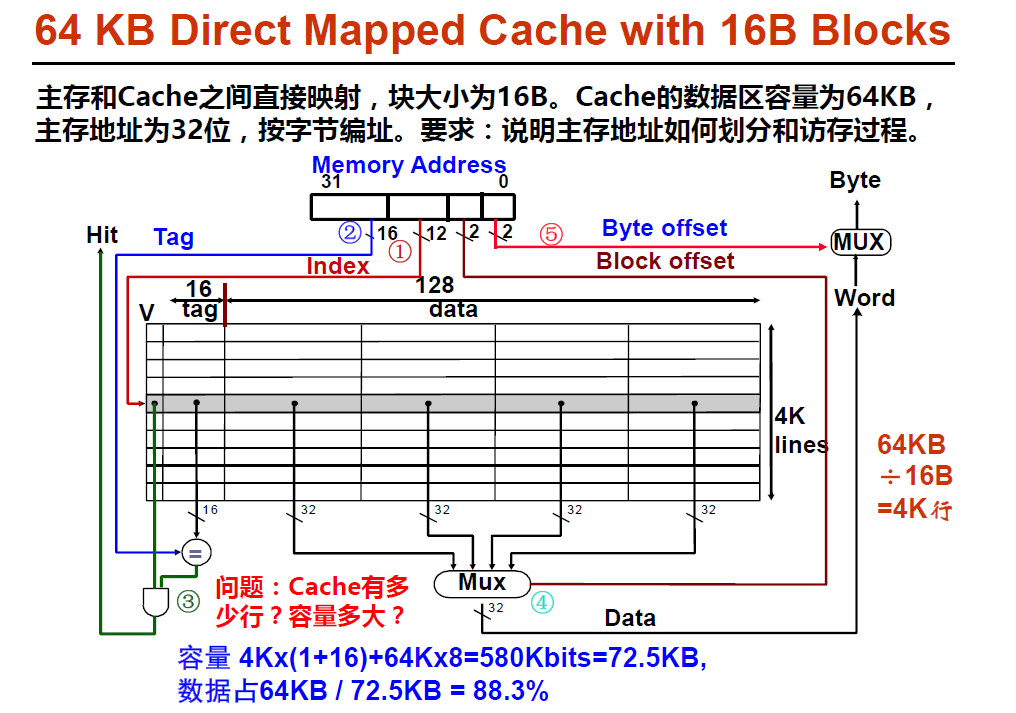 64 KB Direct Mapped Cache with 16B Blocks
主存和Cache之间直接映射，块大小为16B。Cache的数据区容量为64KB，
主存地址为32位，按字节编址。要求：说明主存地址如何划分和访存过程。
Memory Address
31 0
Byte
② 16 ① 12 2 2 ⑤ Byte offset
MUX
Hit Tag
Index
Block offset
16 128
Word
V tag data
4K
lines
64KB
÷16B
=4K行
16 32 32 32 32
=
Mux
③ 问题：Cache有多
少行？容量多大？
④
32
Data
容量 4Kx(1+16)+64Kx8=580Kbits=72.5KB,
数据占64KB / 72.5KB = 88.3%